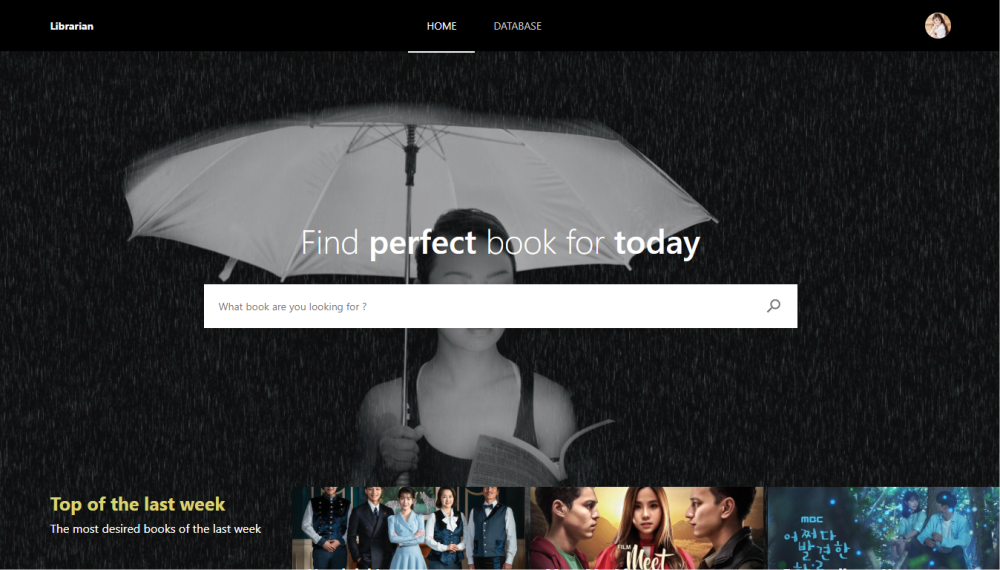 Librarian
HOME
DATABASE
Find perfect book for today
What book are you looking for ?
Top of the last week
The most desired books of the last week
FILM
Meet
MBC
어쩌다
발견한